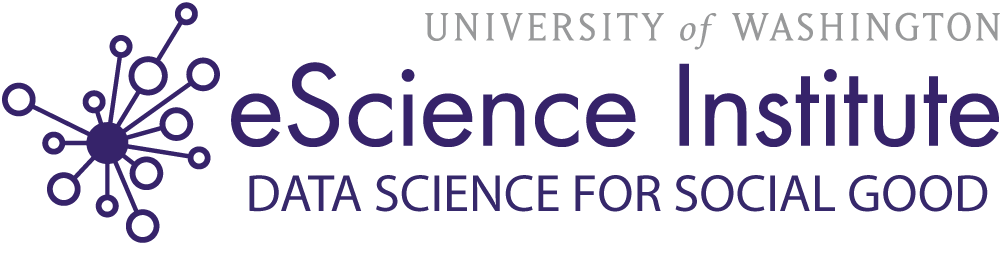 UNIVERSITY of WASHINGTON
eScience Institute
DATA SCIENCE FOR SOCIAL GOOD